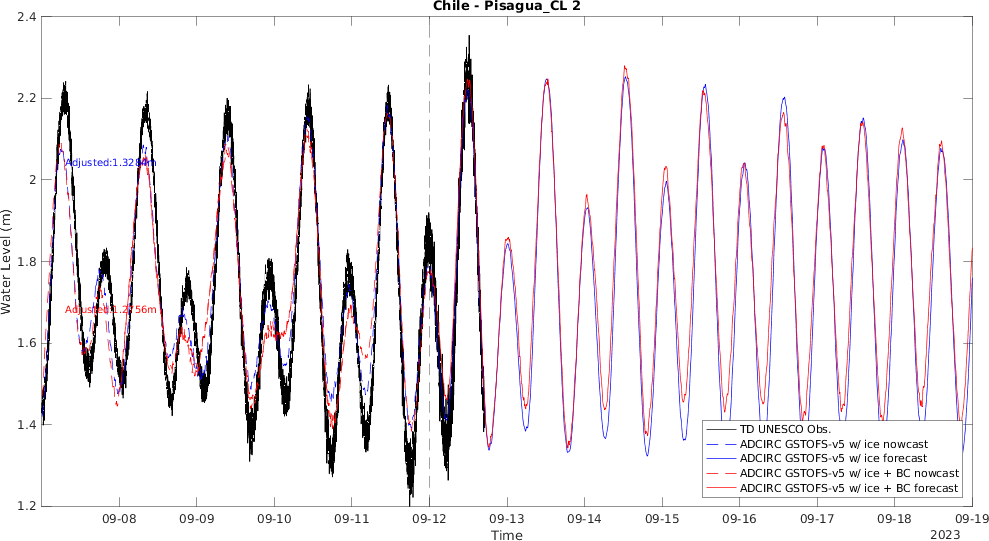 Chile - Pisagua_CL 2
2.4
2.2
2
1.8
1.6
1.4
1.2
Water Level (m)
Adjusted:1.3284m
Adjusted:1.2756m
TD UNESCO Obs.
ADCIRC GSTOFS-v5 w/ ice nowcast
ADCIRC GSTOFS-v5 w/ ice forecast
ADCIRC GSTOFS-v5 w/ ice + BC nowcast
ADCIRC GSTOFS-v5 w/ ice + BC forecast
09-08 09-09 09-10 09-11 09-12 09-13 09-14 09-15 09-16 09-17 09-18 09-19
Time
2023